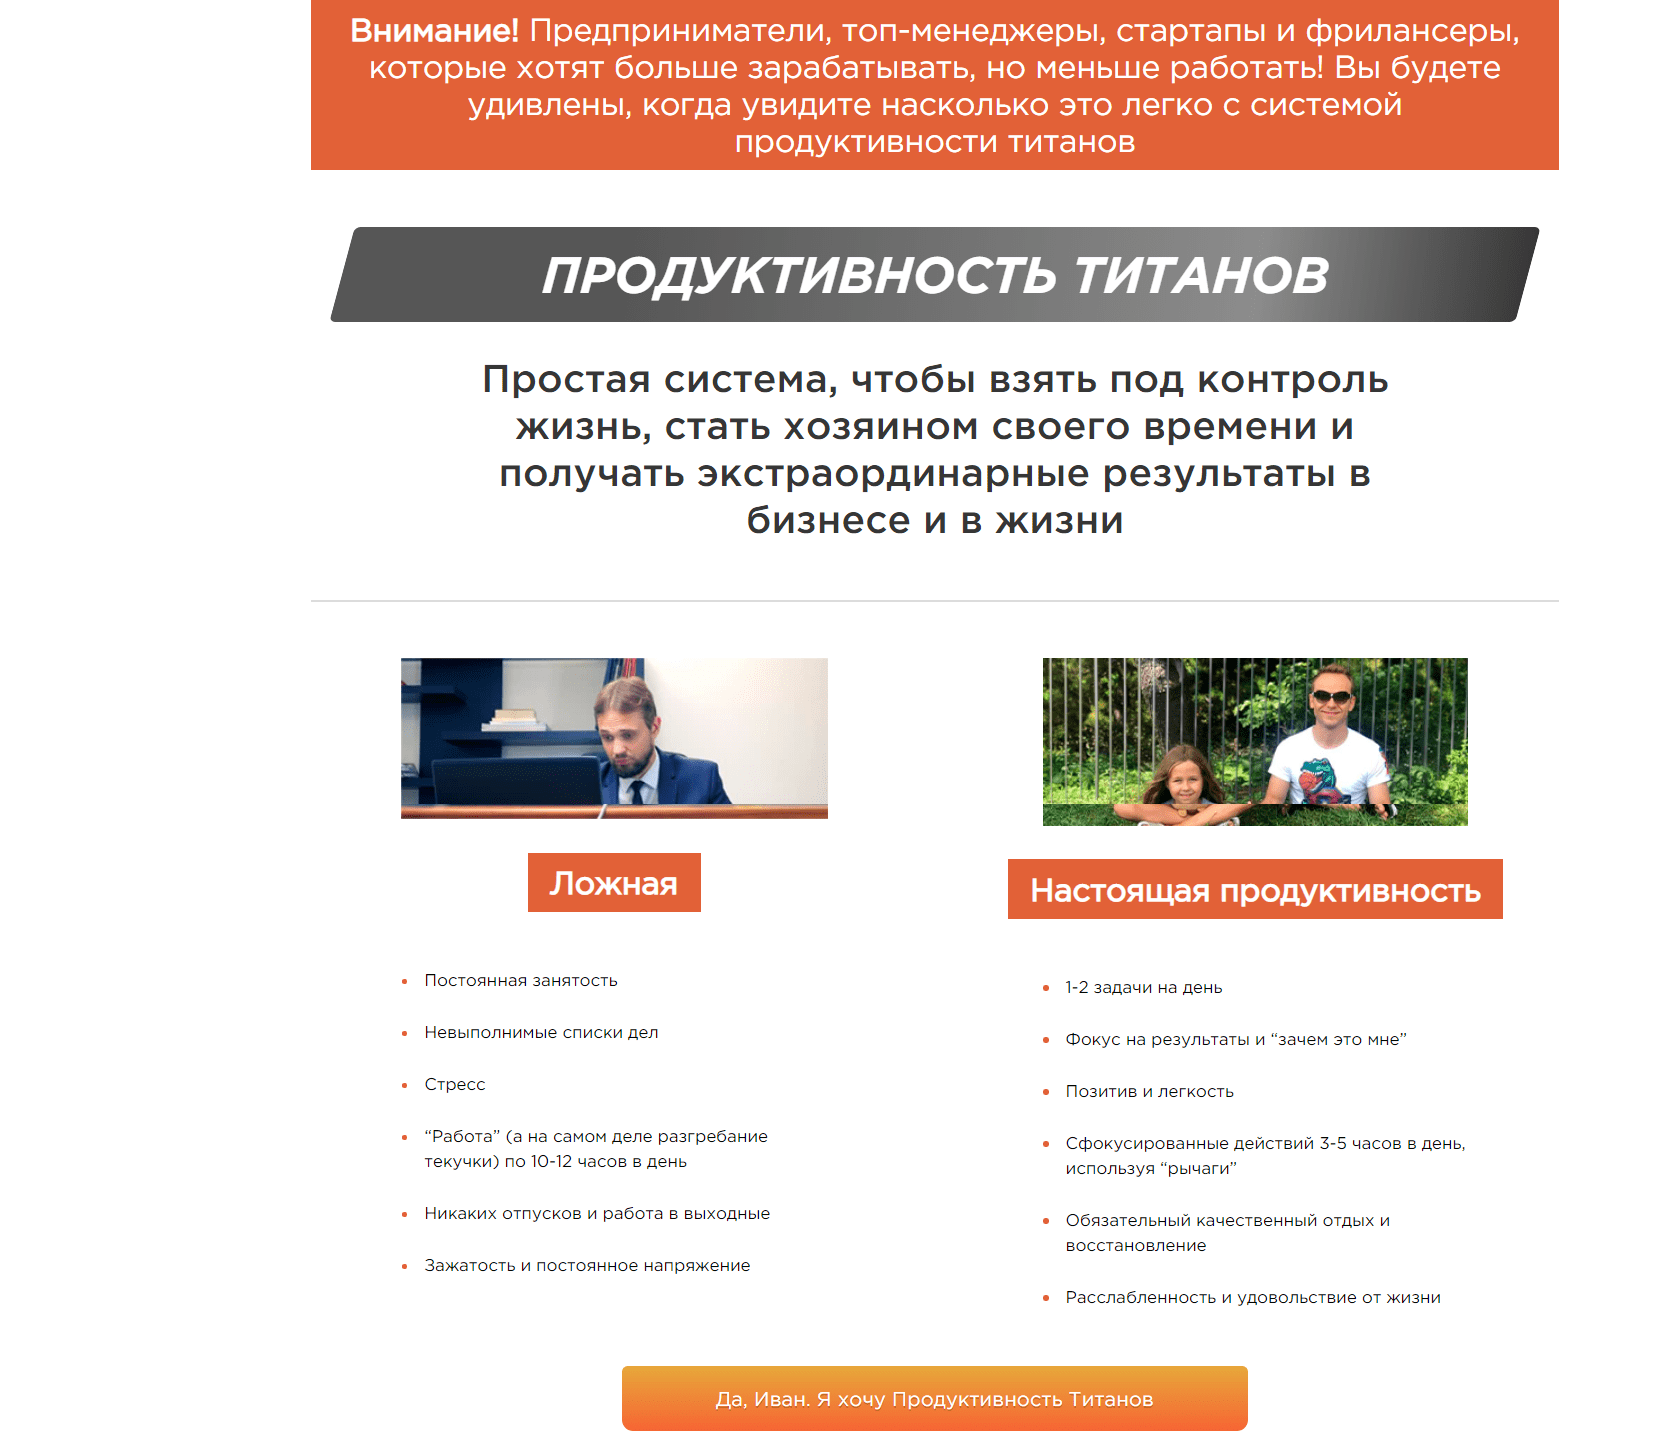 Внимание! Предприниматели, топ-менеджеры, стартапы и фрилансеры,
которые хотят больше зарабатывать, но меньше работать! Вы будете
удивлены, когда увидите насколько это легко с системой
продуктивности титанов
ПРОДУКТИВНОСТЬ ТИТАНОВ
Простая система, чтобы взять под контроль
жизнь, стать хозяином своего времени и
получать экстраординарные результаты в
бизнесе и в жизни
Ложная
Постоянная занятость
Невыполнимые списки дел
Стресс
“Работа” (а на самом деле разгребание
текучки) по 10-12 часов в день
Никаких отпусков и работа в выходные
Зажатость и постоянное напряжение
Настоящая продуктивность
1-2 задачи на день
Фокус на результаты и “зачем это мне”
Позитив и легкость
Сфокусированные действий 3-5 часов в день,
используя “рычаги”
Обязательный качественный отдых и
восстановление
Расслабленность и удовольствие от жизни
Да, Иван. Я хочу Продуктивность Титанов